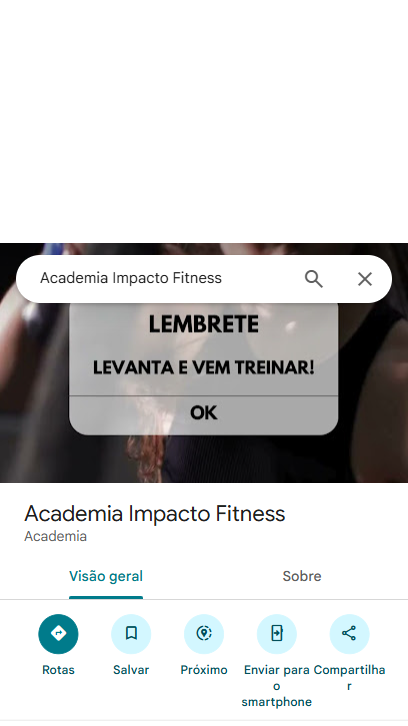 Academia Impacto Fitness
LEMBRETE
LEVANTA E VEM TREINAR!
OK
Academia Impacto Fitness
Academia
Visão geral
Sobre
Rotas
Salvar
Próximo
Enviar para
o
smartphone
Compartilha
r